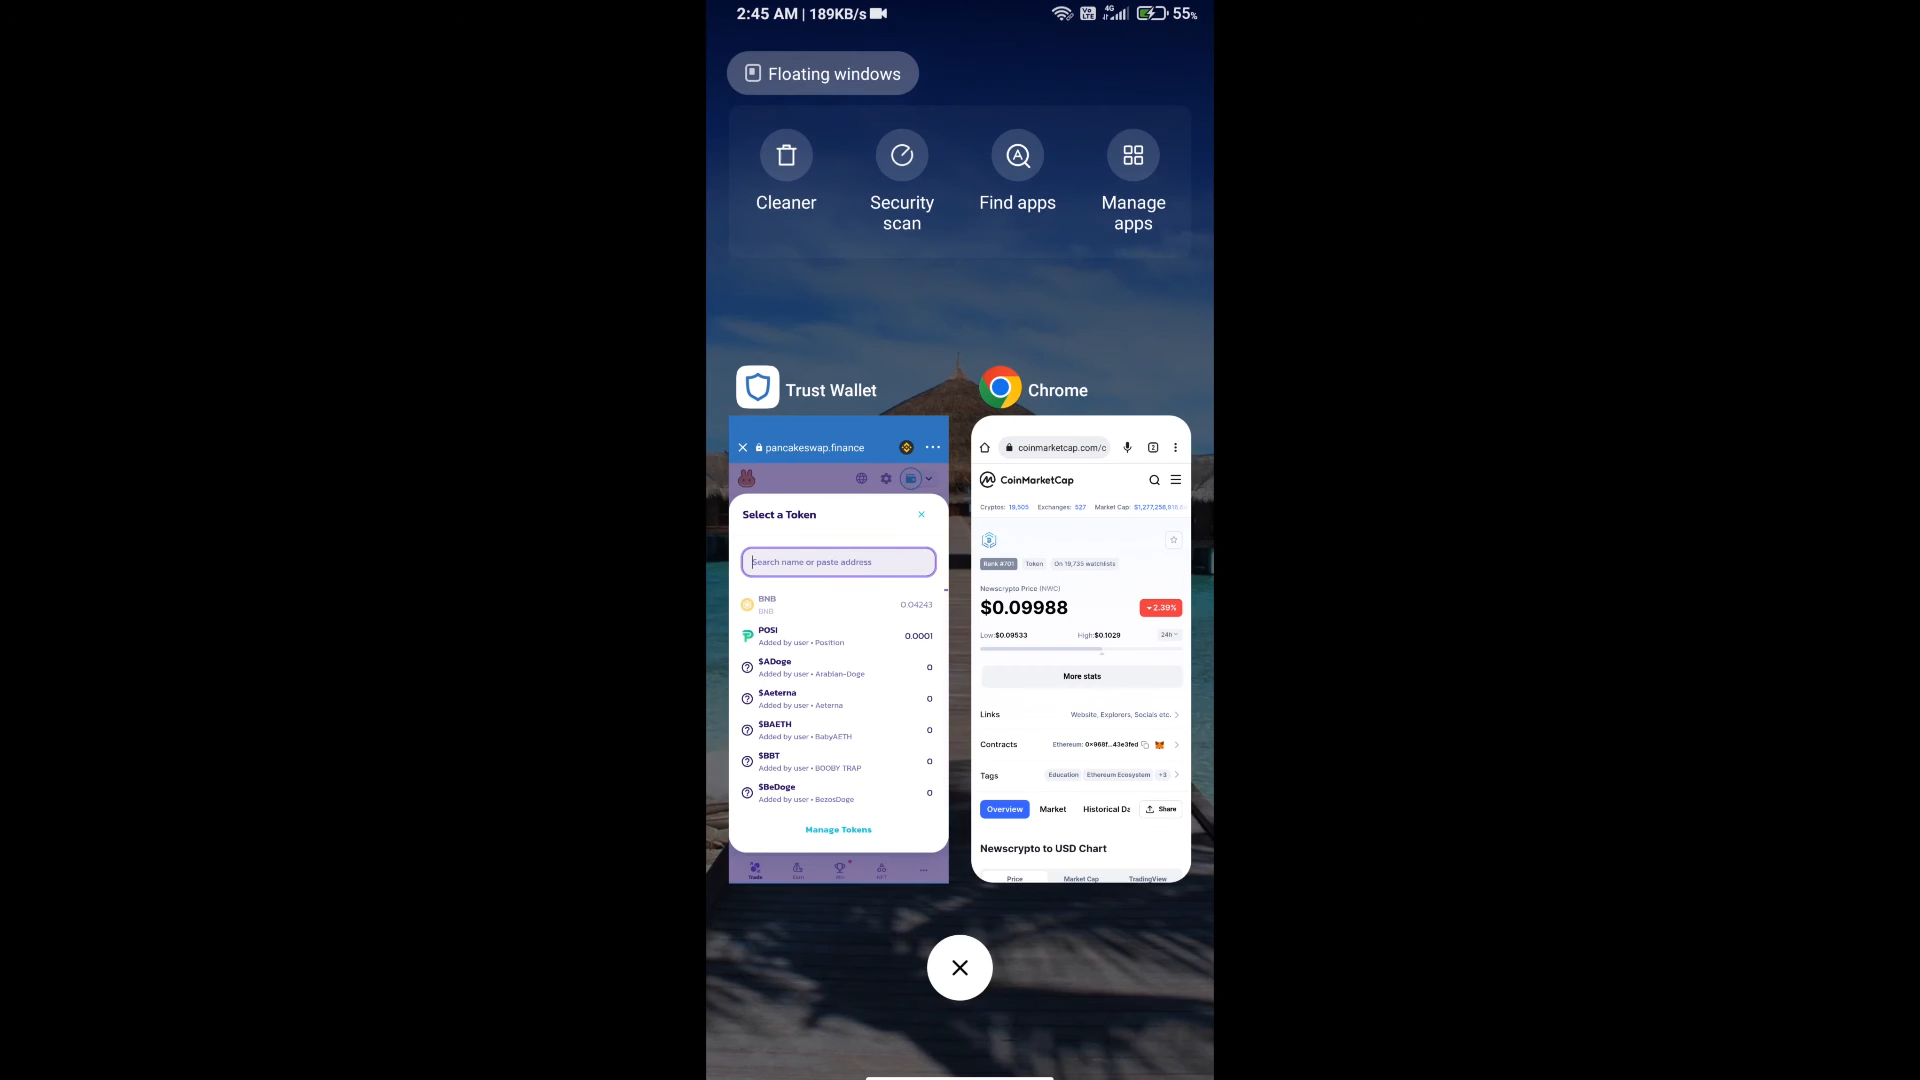 2:45 AM | 189KB/s
Vo LTE 4G 55%
Floating windows
Cleaner
Security scan
Find apps
Manage apps
Trust Wallet
pancakeswap.finance
Select a Token
Search name or paste address
BNB
BNB
0.04243
POSI
Added by user • Position
0.0001
$ADoge
Added by user • Arabian-Doge
0
$Aeterna
Added by user • Aeterna
0
$BAETH
Added by user • BabyAETH
0
$BBT
Added by user • BOOBY TRAP
0
$BeDoge
Added by user • BezosDoge
0
Manage Tokens
Trade
Earn
NFT
Chrome
coinmarketcap.com/c
2
CoinMarketCap
Cryptos: 19,505 Exchanges: 527 Market Cap:
Rank #701 Token On 19,735 watchlists
Newscrypto Price (NWC)
$0.09988
2.39%
Low:$0.09533 High:$0.1029 24h
More stats
Links Website, Explorers, Socials etc.
Contracts Ethereum: 0x968f...43e3fed
Tags Education Ethereum Ecosystem +3
Overview Market Historical Da Share
Newscrypto to USD Chart
Price Market Cap TradingView